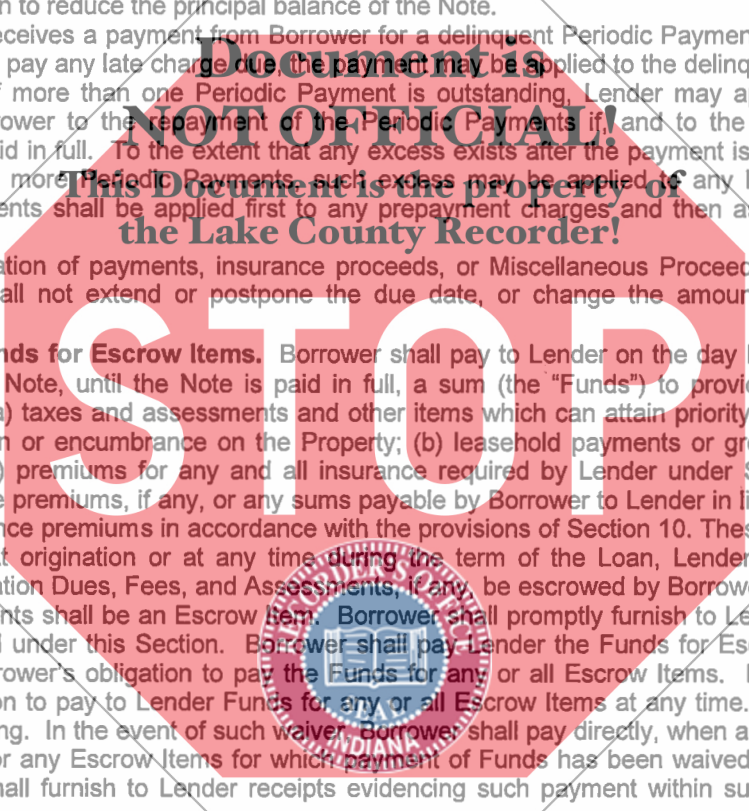 n to reduce the principal balance of the Note.
eceives a payment from Borrower for a delinquent Periodic Paymen
pay any late charge due, the payment may be applied to the delinq
Document is
f more than one Periodic Payment is outstanding, Lender may a
rower to the repayment of the Periodic Payments if, and to the
NOT OFFICIAL!
id in full. To the extent that any excess exists after the payment is
more Periodic Payments, such excess may be applied to any
This Document is the property of
ents shall be applied first to any prepayment charges and then a
the Lake County Recorder!
ation of payments, insurance proceeds, or Miscellaneous Proceed
all not extend or postpone the due date, or change the amoun
STOP
nds for Escrow Items. Borrower shall pay to Lender on the day
Note, until the Note is paid in full, a sum (the "Funds") to provi
a) taxes and assessments and other items which can attain priority
n or encumbrance on the Property; (b) leasehold payments or gr
) premiums for any and all insurance required by Lender under S
e premiums, if any, or any sums payable by Borrower to Lender in l
nce premiums in accordance with the provisions of Section 10. Thes
t origination or at any time during the term of the Loan, Lender
ation Dues, Fees, and Assessments, if any, be escrowed by Borrow
nts shall be an Escrow Item. Borrower shall promptly furnish to Le
under this Section. Borrower shall pay Lender the Funds for Es
rower's obligation to pay the Funds for any or all Escrow Items.
on to pay to Lender Funds for any or all Escrow Items at any time.
ng. In the event of such waiver, Borrower shall pay directly, when a
or any Escrow Items for which payment of Funds has been waived
hall furnish to Lender receipts evidencing such payment within su
SEAL
INDIANA